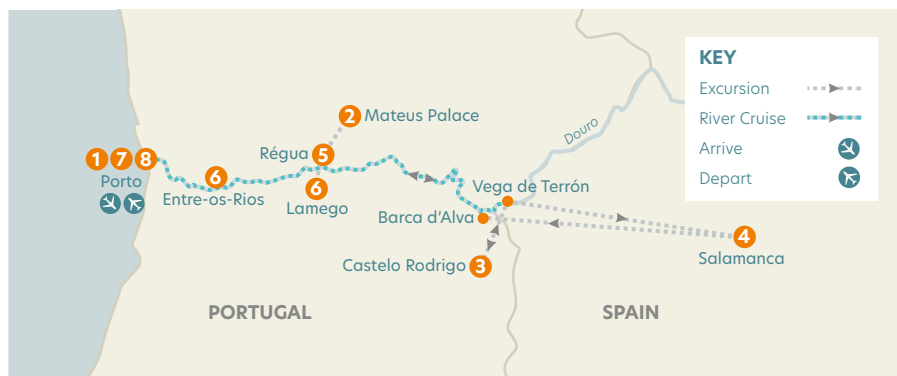 KEY
Excursion
River Cruise
Arrive
Depart
Douro
2 Mateus Palace
Régua 5
1 7 8
Porto
6
Entre-os-Rios
6
Lamego
Vega de Terrón
Barca d'Alva
4
Salamanca
Castelo Rodrigo 3
PORTUGAL
SPAIN